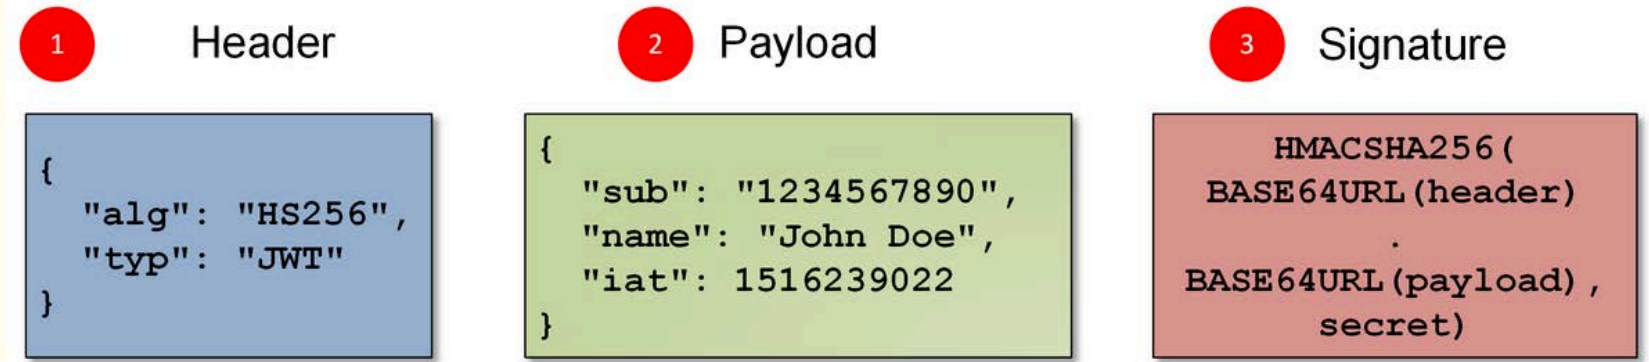 1 Header
{
"alg": "HS256",
"typ": "JWT"
}
2 Payload
{
"sub": "1234567890",
"name": "John Doe",
"iat": 1516239022
}
3 Signature
HMACSHA256(
BASE64URL(header)
.
BASE64URL(payload),
secret)